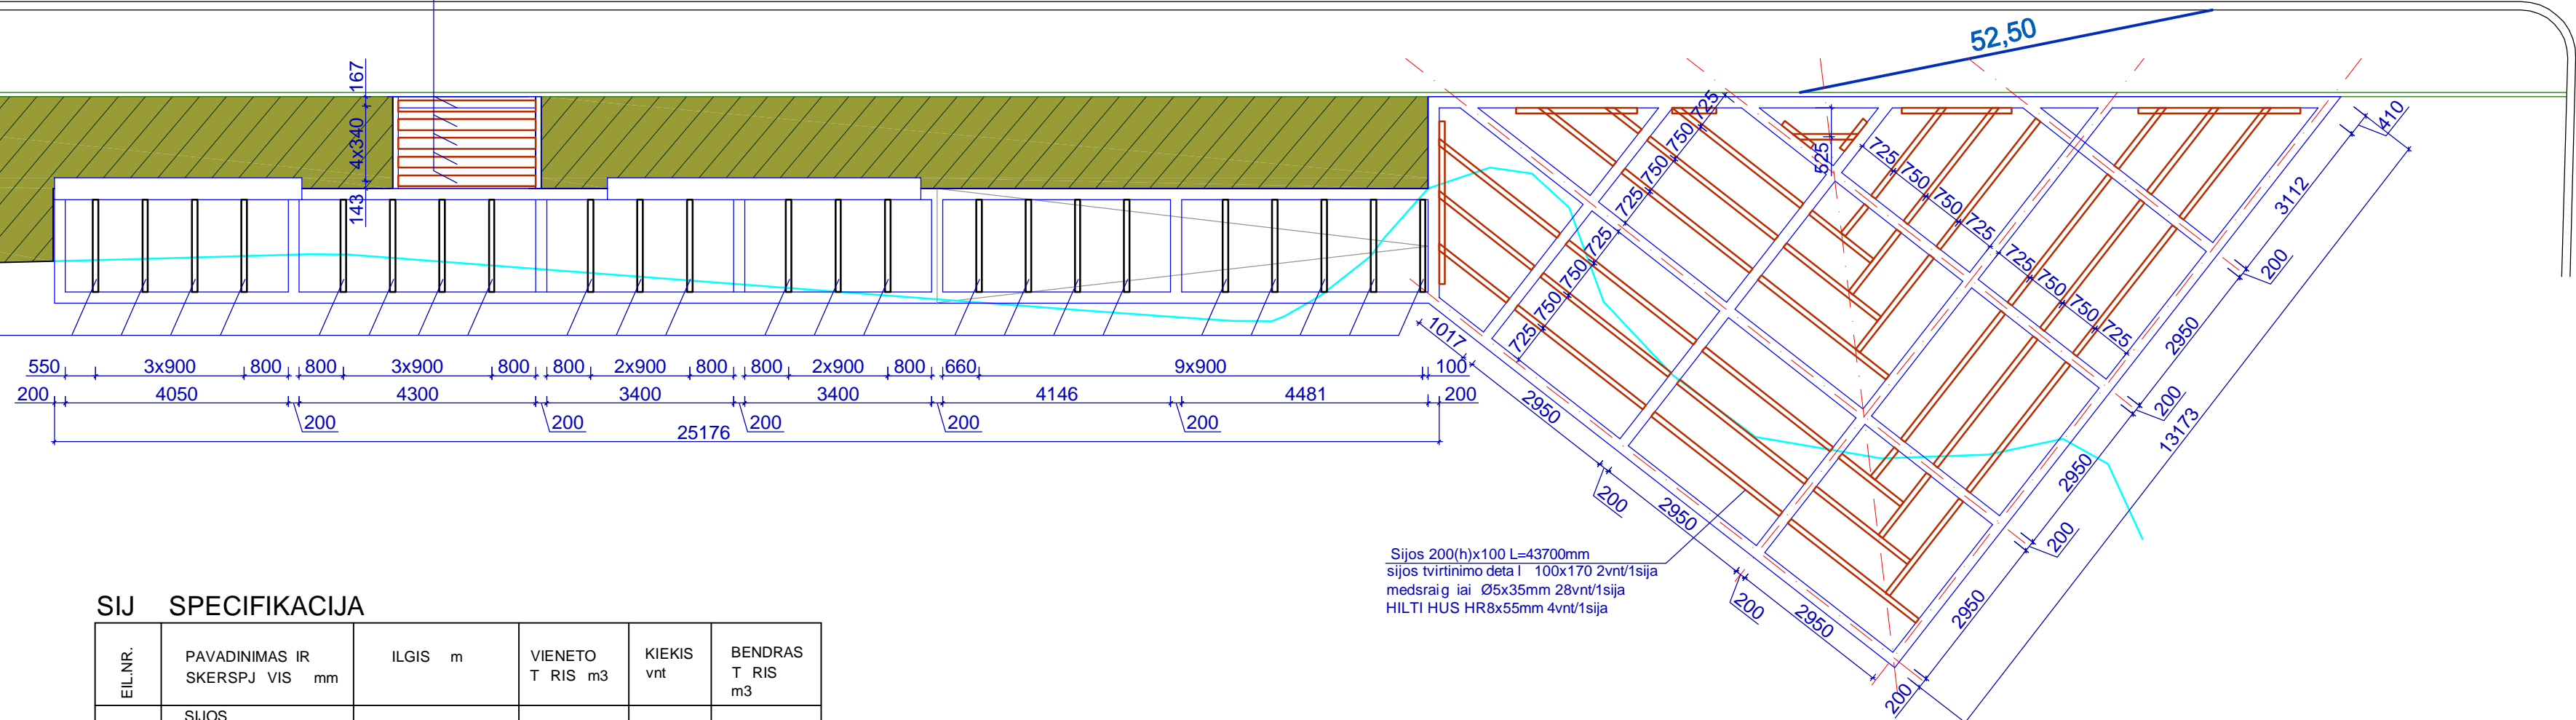 52,50
167
4x340
143
550
3x900
800
800
3x900
800
800
2x900
800
800
2x900
800
660
9x900
100
200
4050
4300
3400
3400
4146
4481
200
200
200
200
200
200
25176
725
750
750
725
725
750
750
725
525
725
750
750
725
725
750
750
725
410
3112
200
2950
200
13173
2950
200
2950
200
1017
2950
200
2950
200
2950
Sijos 200(h)x100 L=43700mm
sijos tvirtinimo deta l 100x170 2vnt/1sija
medsraig iai Ø5x35mm 28vnt/1sija
HILTI HUS HR8x55mm 4vnt/1sija
SIJ SPECIFIKACIJA
EIL.NR.
PAVADINIMAS IR
SKERSPJ VIS mm
ILGIS m
VIENETO
T RIS m3
KIEKIS
vnt
BENDRAS
T RIS
m3
SIJOS